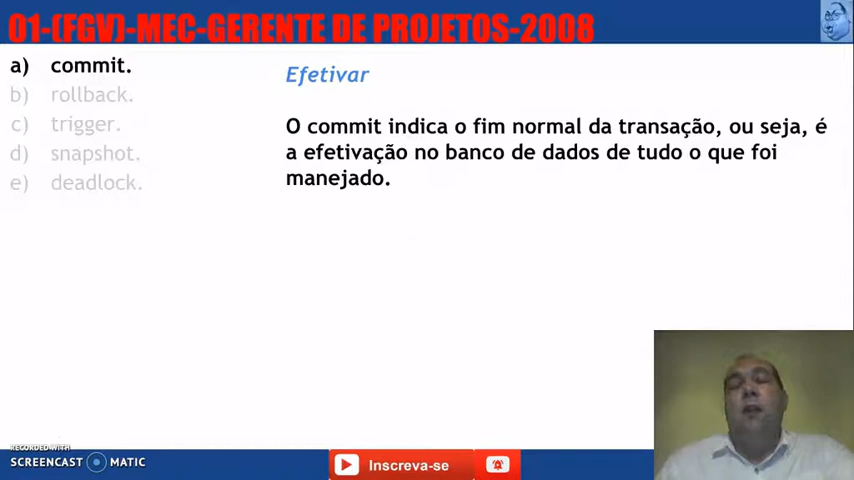 01-(FGV)-MEC-GERENTE DE PROJETOS-2008
a) commit.
b) rollback.
c) trigger.
d) snapshot.
e) deadlock.
Efetivar
O commit indica o fim normal da transação, ou seja, é
a efetivação no banco de dados de tudo o que foi
manejado.
RECORDED WITH
SCREENCAST MATIC
Inscreva-se